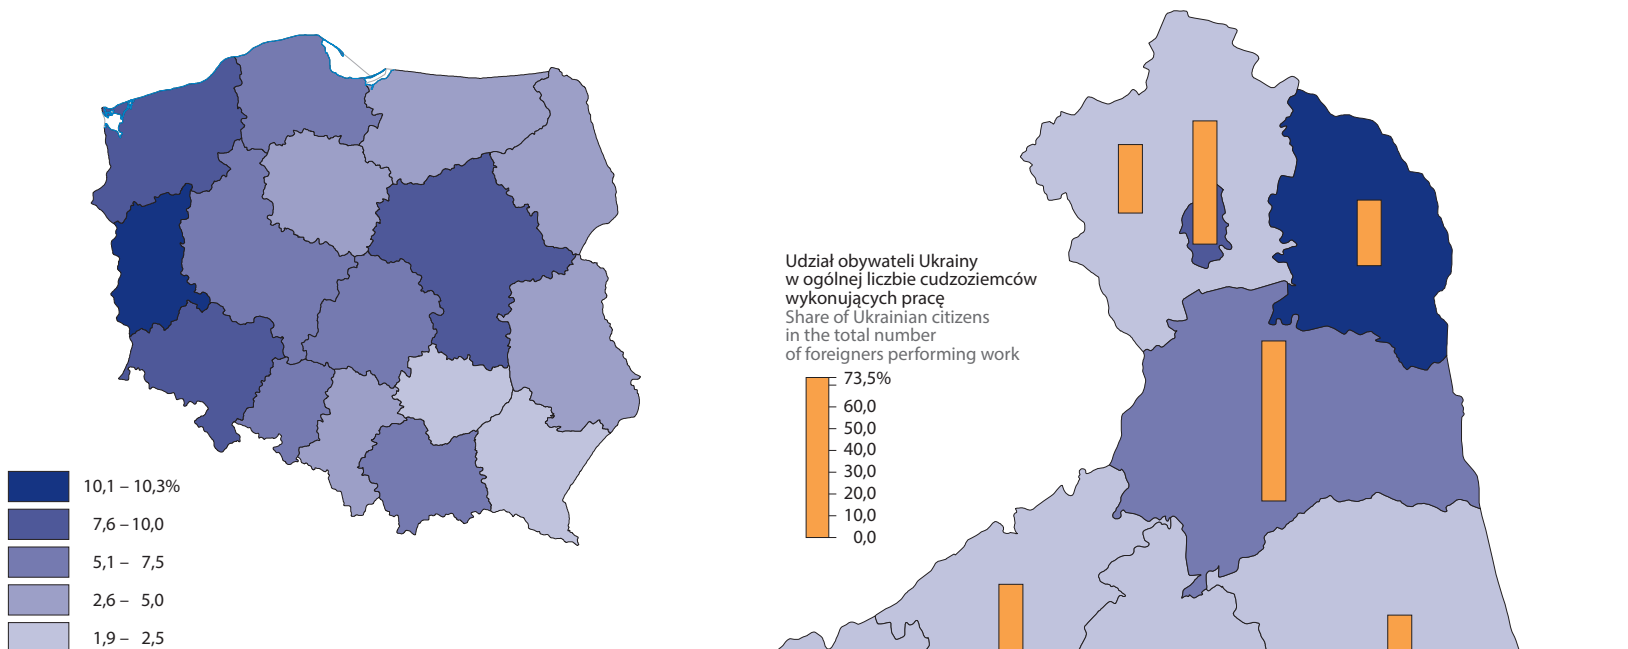 10,1 – 10,3%
7,6 – 10,0
5,1 – 7,5
2,6 – 5,0
1,9 – 2,5
Udział obywateli Ukrainy
w ogólnej liczbie cudzoziemców
wykonujących pracę
Share of Ukrainian citizens
in the total number
of foreigners performing work
73,5%
60,0
50,0
40,0
30,0
20,0
10,0
0,0